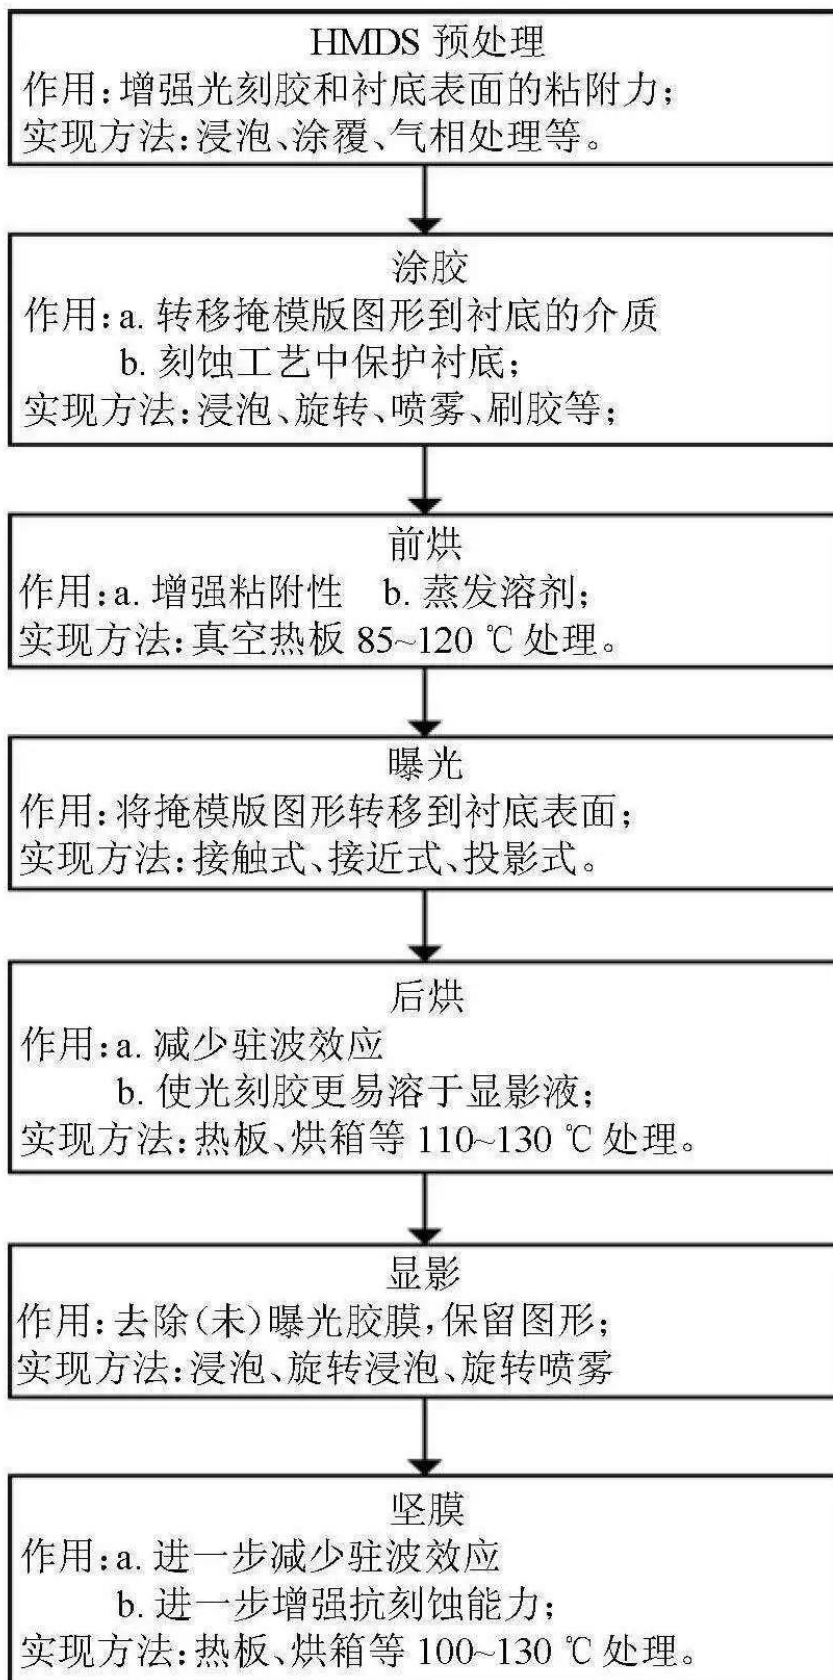 HMDS 预处理
作用:增强光刻胶和衬底表面的粘附力;
实现方法:浸泡、涂覆、气相处理等。
涂胶
作用:a. 转移掩模版图形到衬底的介质
b. 刻蚀工艺中保护衬底;
实现方法:浸泡、旋转、喷雾、刷胶等;
前烘
作用:a. 增强粘附性 b. 蒸发溶剂;
实现方法:真空热板 85~120 ℃ 处理。
曝光
作用:将掩模版图形转移到衬底表面;
实现方法:接触式、接近式、投影式。
后烘
作用:a. 减少驻波效应
b. 使光刻胶更易溶于显影液;
实现方法:热板、烘箱等 110~130 ℃ 处理。
显影
作用:去除(未)曝光胶膜,保留图形;
实现方法:浸泡、旋转浸泡、旋转喷雾
坚膜
作用:a. 进一步减少驻波效应
b. 进一步增强抗刻蚀能力;
实现方法:热板、烘箱等 100~130 ℃ 处理。